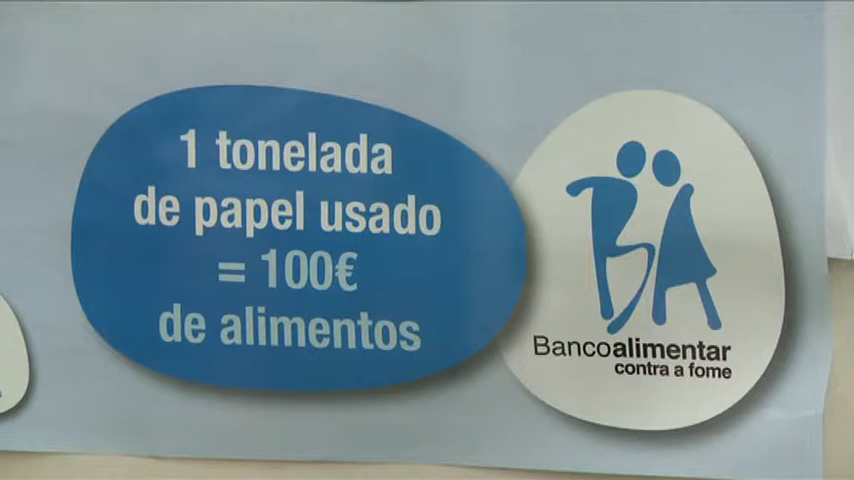 1 tonelada
de papel usado
= 100€
de alimentos
Bancoalimentar
contra a fome